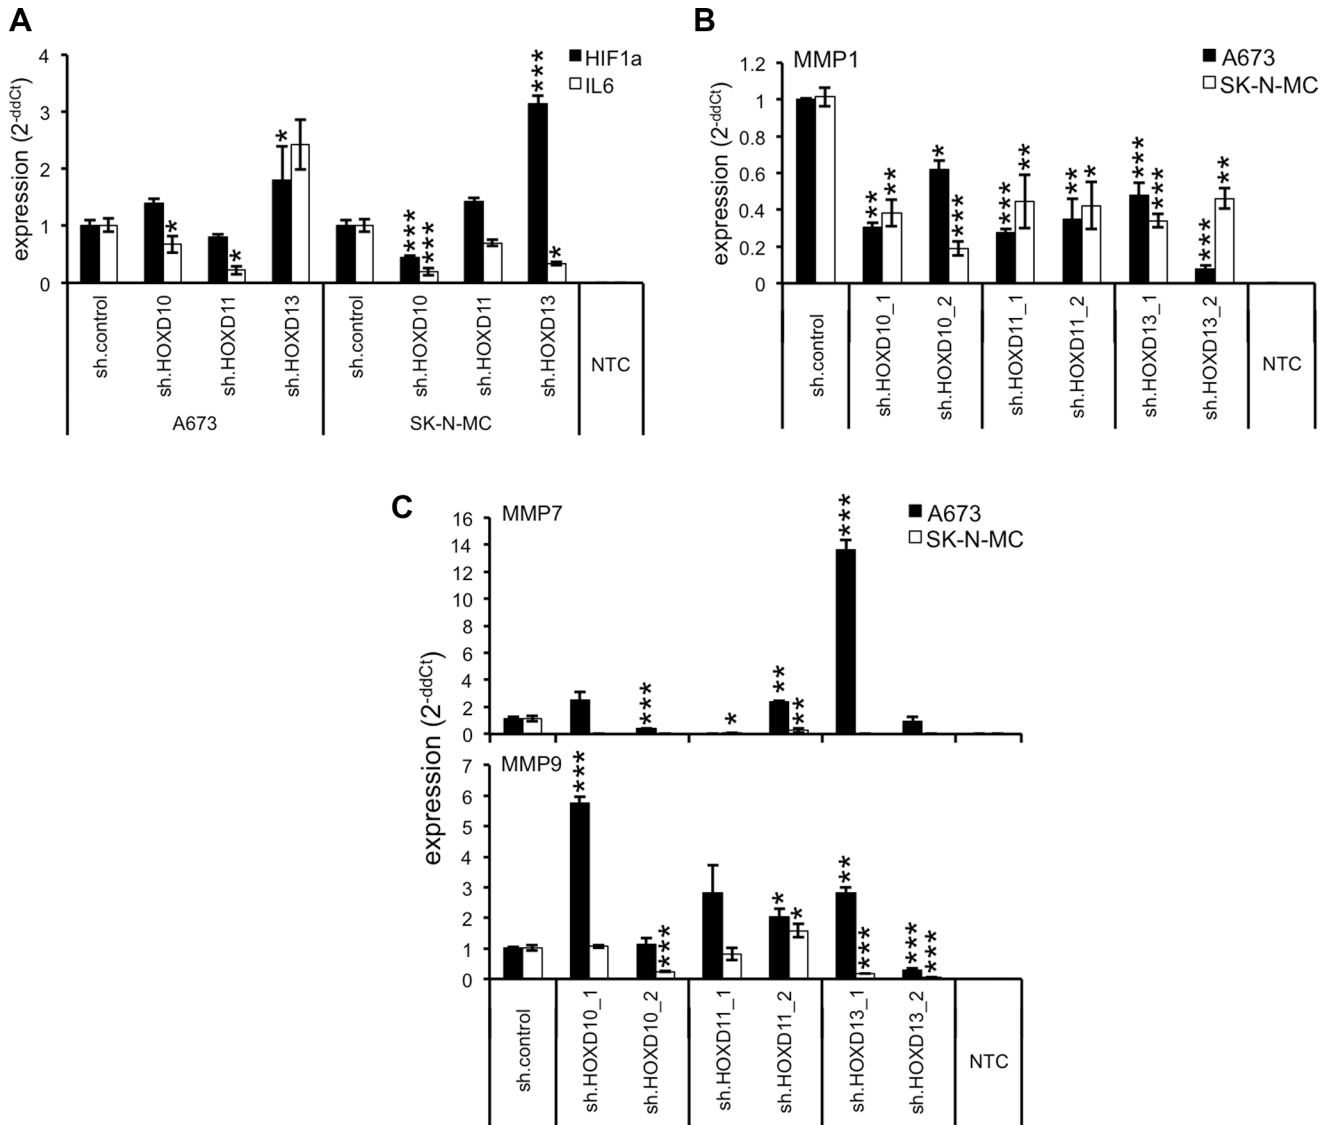 A
expression (2-ddCt)
4
3
2
1
0
HIF1a
IL6
*
*
*
***
***
***
*
sh.control
sh.HOXD10
sh.HOXD11
sh.HOXD13
sh.control
sh.HOXD10
sh.HOXD11
sh.HOXD13
NTC
A673
SK-N-MC
B
MMP1
expression (2-ddCt)
1.2
1
0.8
0.6
0.4
0.2
0
A673
SK-N-MC
**
**
*
***
***
**
**
*
***
***
***
**
sh.control
sh.HOXD10_1
sh.HOXD10_2
sh.HOXD11_1
sh.HOXD11_2
sh.HOXD13_1
sh.HOXD13_2
NTC
C
MMP7
A673
SK-N-MC
16
14
12
10
8
6
4
2
0
***
*
**
**
***
expression (2-ddCt)
MMP9
7
6
5
4
3
2
1
0
***
***
*
*
**
***
***
***
sh.control
sh.HOXD10_1
sh.HOXD10_2
sh.HOXD11_1
sh.HOXD11_2
sh.HOXD13_1
sh.HOXD13_2
NTC